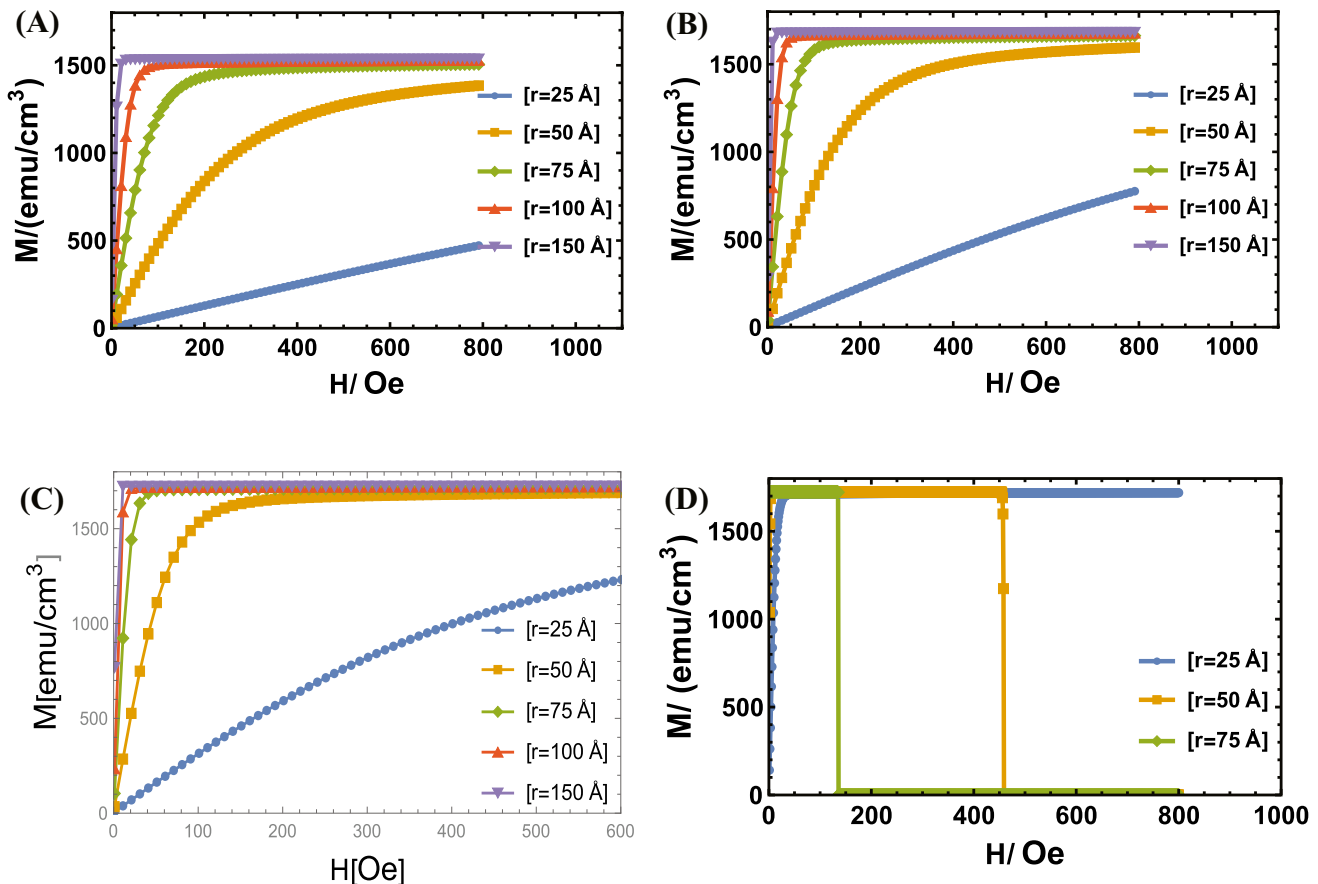 (A)
M/(emu/cm³)
1500
1000
500
0
0 200 400 600 800 1000
H/ Oe
[r=25 Å]
[r=50 Å]
[r=75 Å]
[r=100 Å]
[r=150 Å]
(B)
M/(emu/cm³)
1500
1000
500
0
0 200 400 600 800 1000
H/ Oe
[r=25 Å]
[r=50 Å]
[r=75 Å]
[r=100 Å]
[r=150 Å]
(C)
M[emu/cm³]
1500
1000
500
0
0 100 200 300 400 500 600
H[Oe]
[r=25 Å]
[r=50 Å]
[r=75 Å]
[r=100 Å]
[r=150 Å]
(D)
M/ (emu/cm³)
1500
1000
500
0
0 200 400 600 800 1000
H/ Oe
[r=25 Å]
[r=50 Å]
[r=75 Å]